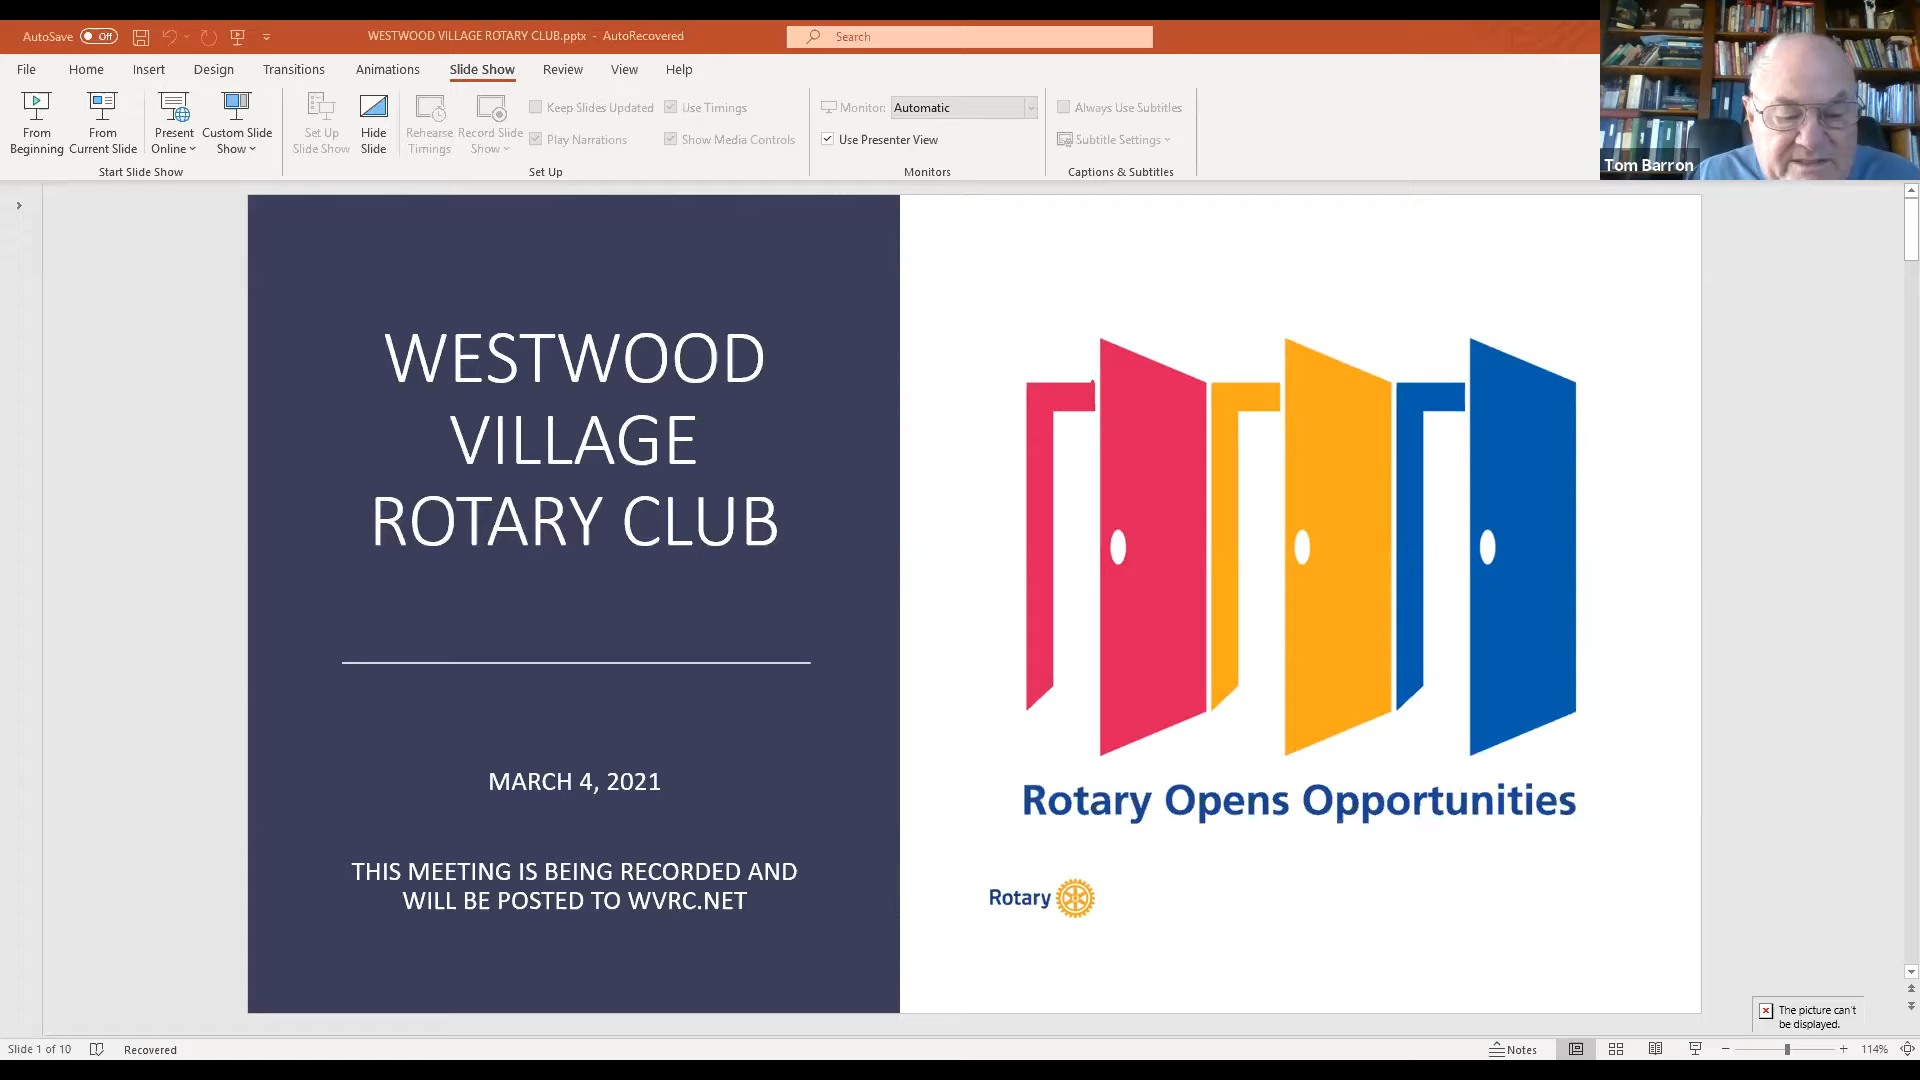 AutoSave Off
WESTWOOD VILLAGE ROTARY CLUB.pptx - AutoRecovered
Search
File Home Insert Design Transitions Animations Slide Show Review View Help
From Beginning
From Current Slide
Present Online
Custom Slide Show
Start Slide Show
Set Up Slide Show
Hide Slide
Rehearse Timings
Record Slide Show
Keep Slides Updated
Play Narrations
Use Timings
Show Media Controls
Set Up
Monitor: Automatic
Use Presenter View
Monitors
Always Use Subtitles
Subtitle Settings
Captions & Subtitles
Tom Barron
WESTWOOD
VILLAGE
ROTARY CLUB
MARCH 4, 2021
THIS MEETING IS BEING RECORDED AND
WILL BE POSTED TO WVRC.NET
Rotary Opens Opportunities
Rotary
The picture can't
be displayed.
Slide 1 of 10
Recovered
Notes
114%